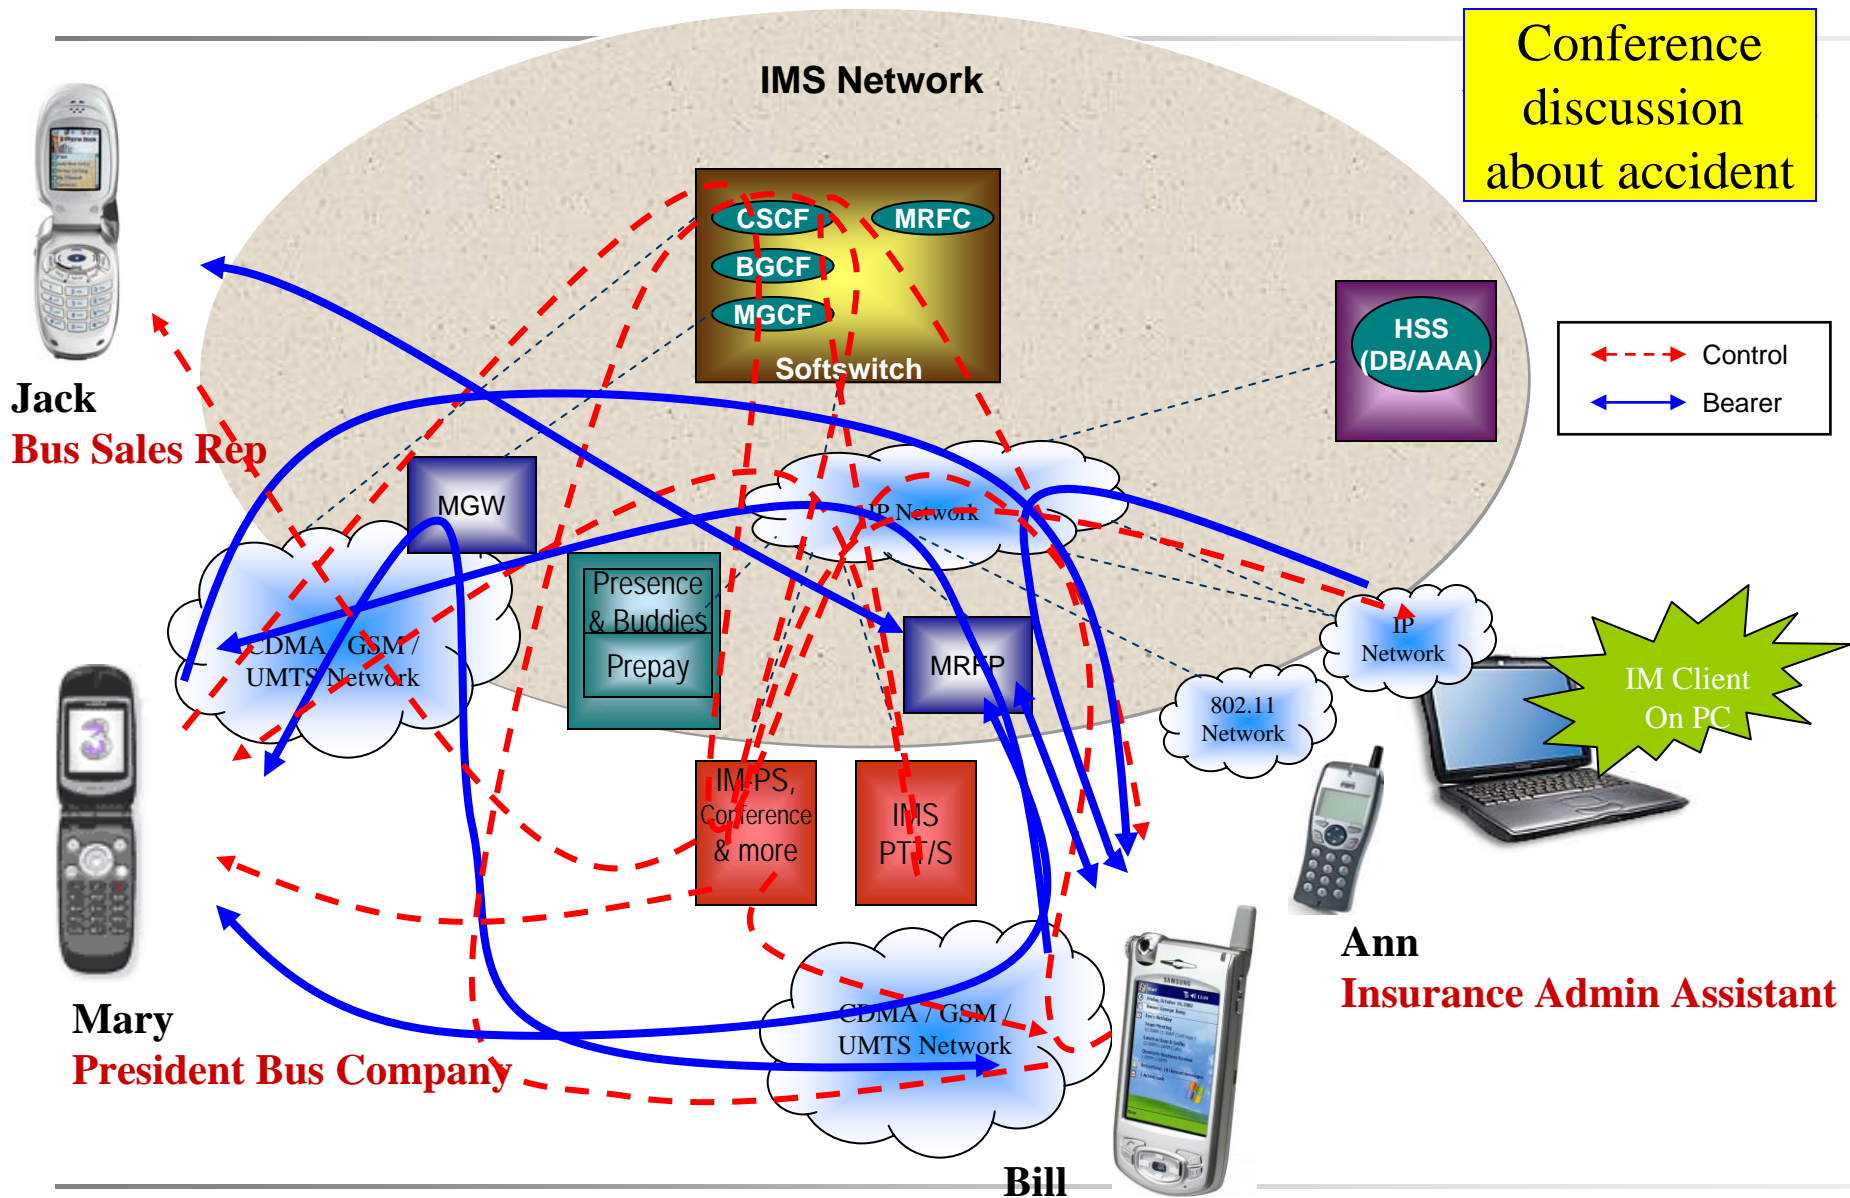 Conference
discussion
about accident
IMS Network
CSCF
MRFC
BGCF
MGCF
Softswitch
HSS
(DB/AAA)
Control
Bearer
Jack
Bus Sales Rep
MGW
IP Network
Presence
& Buddies
Prepay
CDMA / GSM /
UMTS Network
MRFP
IP
Network
802.11
Network
IM Client
On PC
IM-PS,
Conference
& more
IMS
PTT/S
3
Mary
President Bus Company
CDMA / GSM /
UMTS Network
SAMSUNG
Ann
Insurance Admin Assistant
Bill